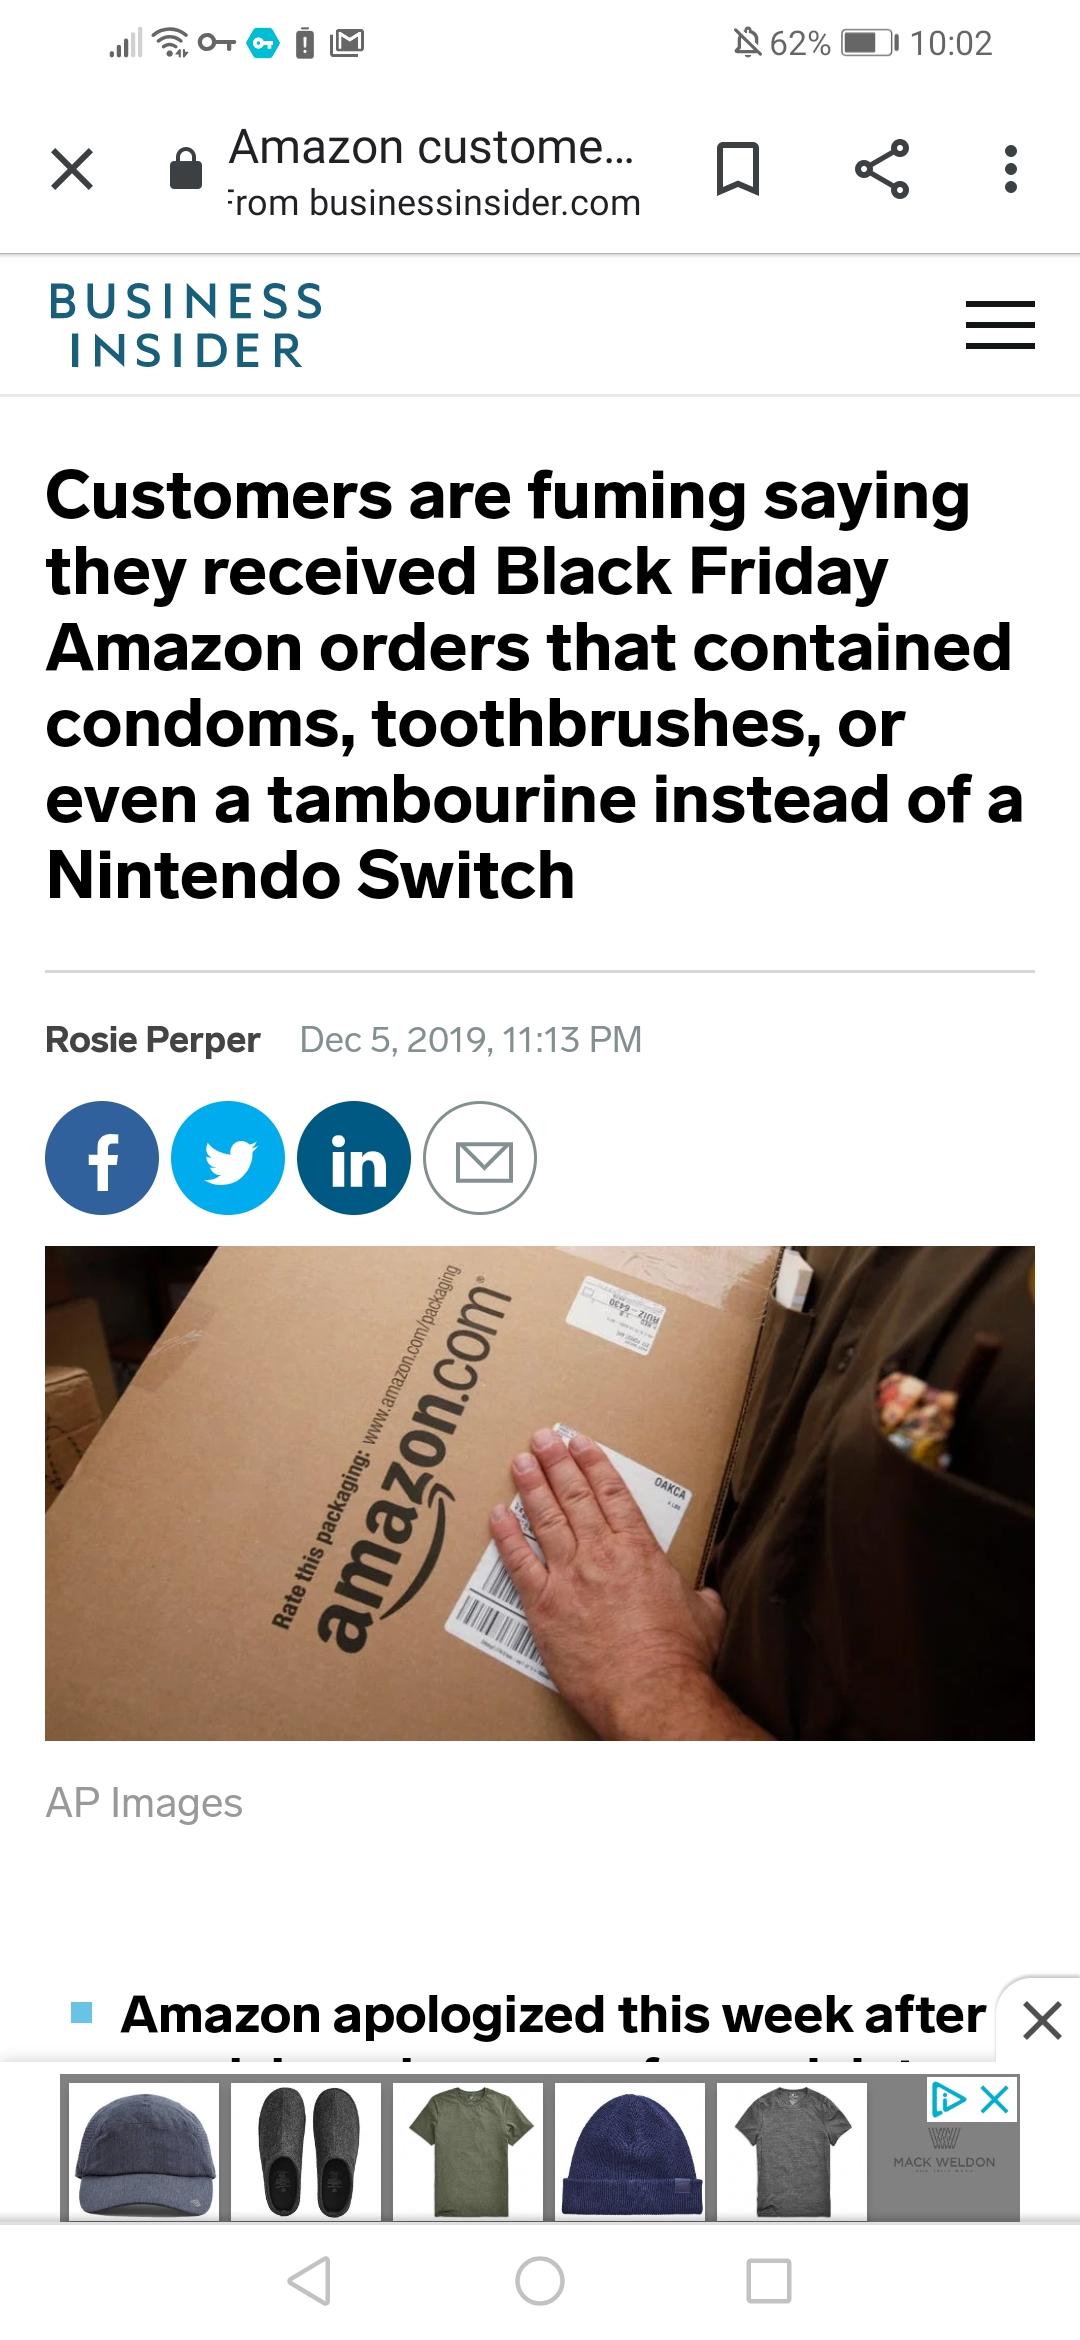 62% 10:02
Amazon custome...
From businessinsider.com
BUSINESS
INSIDER
Customers are fuming saying
they received Black Friday
Amazon orders that contained
condoms, toothbrushes, or
even a tambourine instead of a
Nintendo Switch
Rosie Perper Dec 5, 2019, 11:13 PM
f in
Rate this packaging: www.amazon.com/packaging
amazon.com®
RUIZ-6430
OAKCA
AP Images
Amazon apologized this week after
MACK WELDON